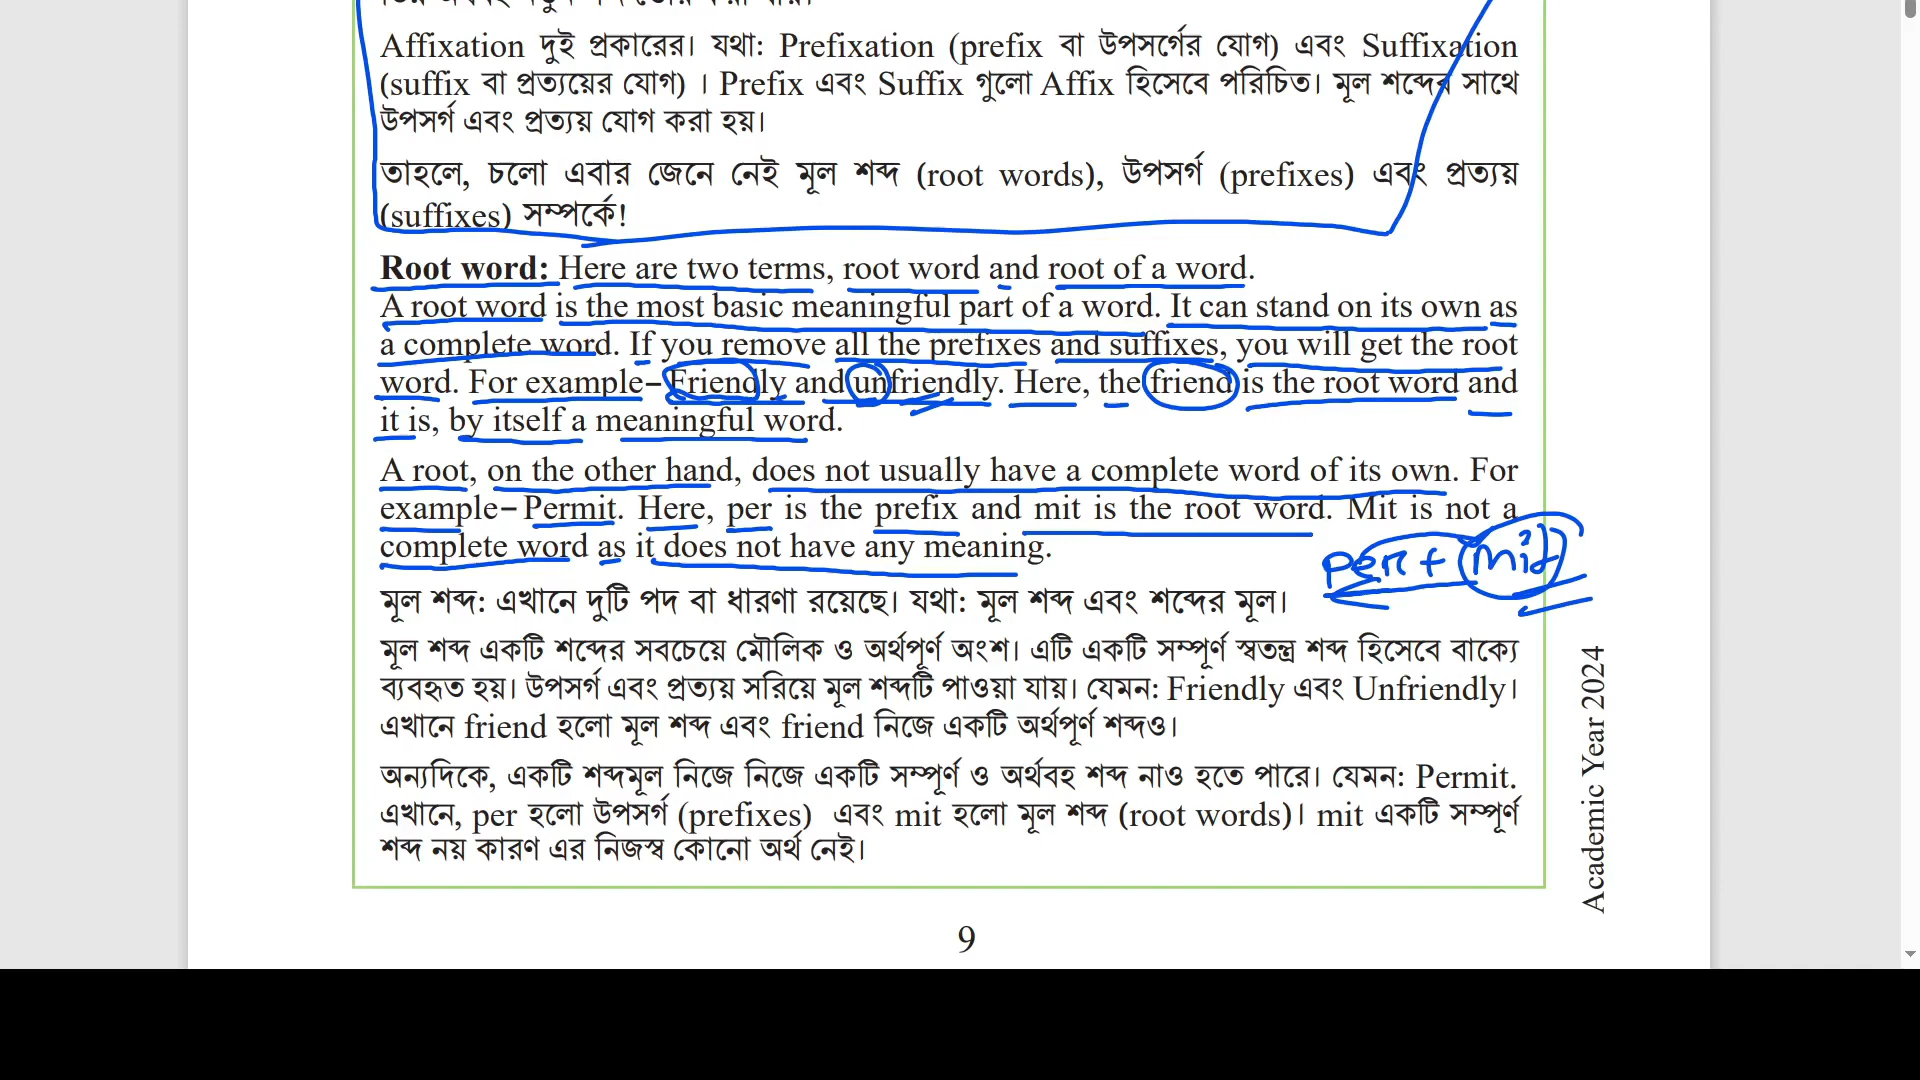 Affixation দুই প্রকারের। যথা: Prefixation (prefix বা উপসর্গের যোগ) এবং Suffixation
(suffix বা প্রত্যয়ের যোগ) । Prefix এবং Suffix গুলো Affix হিসেবে পরিচিত। মূল শব্দের সাথে
উপসর্গ এবং প্রত্যয় যোগ করা হয়।
তাহলে, চলো এবার জেনে নেই মূল শব্দ (root words), উপসর্গ (prefixes) এবং প্রত্যয়
(suffixes) সম্পর্কে!
Root word: Here are two terms, root word and root of a word.
A root word is the most basic meaningful part of a word. It can stand on its own as
a complete word. If you remove all the prefixes and suffixes, you will get the root
word. For example– Friendly and unfriendly. Here, the friend is the root word and
it is, by itself a meaningful word.
A root, on the other hand, does not usually have a complete word of its own. For
example– Permit. Here, per is the prefix and mit is the root word. Mit is not a
complete word as it does not have any meaning.
per + mit
মূল শব্দ: এখানে দুটি পদ বা ধারণা রয়েছে। যথা: মূল শব্দ এবং শব্দের মূল।
মূল শব্দ একটি শব্দের সবচেয়ে মৌলিক ও অর্থপূর্ণ অংশ। এটি একটি সম্পূর্ণ স্বতন্ত্র শব্দ হিসেবে বাক্যে
ব্যবহৃত হয়। উপসর্গ এবং প্রত্যয় সরিয়ে মূল শব্দটি পাওয়া যায়। যেমন: Friendly এবং Unfriendly।
এখানে friend হলো মূল শব্দ এবং friend নিজে একটি অর্থপূর্ণ শব্দও।
অন্যদিকে, একটি শব্দমূল নিজে নিজে একটি সম্পূর্ণ ও অর্থবহ শব্দ নাও হতে পারে। যেমন: Permit.
এখানে, per হলো উপসর্গ (prefixes) এবং mit হলো মূল শব্দ (root words)। mit একটি সম্পূর্ণ
শব্দ নয় কারণ এর নিজস্ব কোনো অর্থ নেই।
Academic Year 2024
9